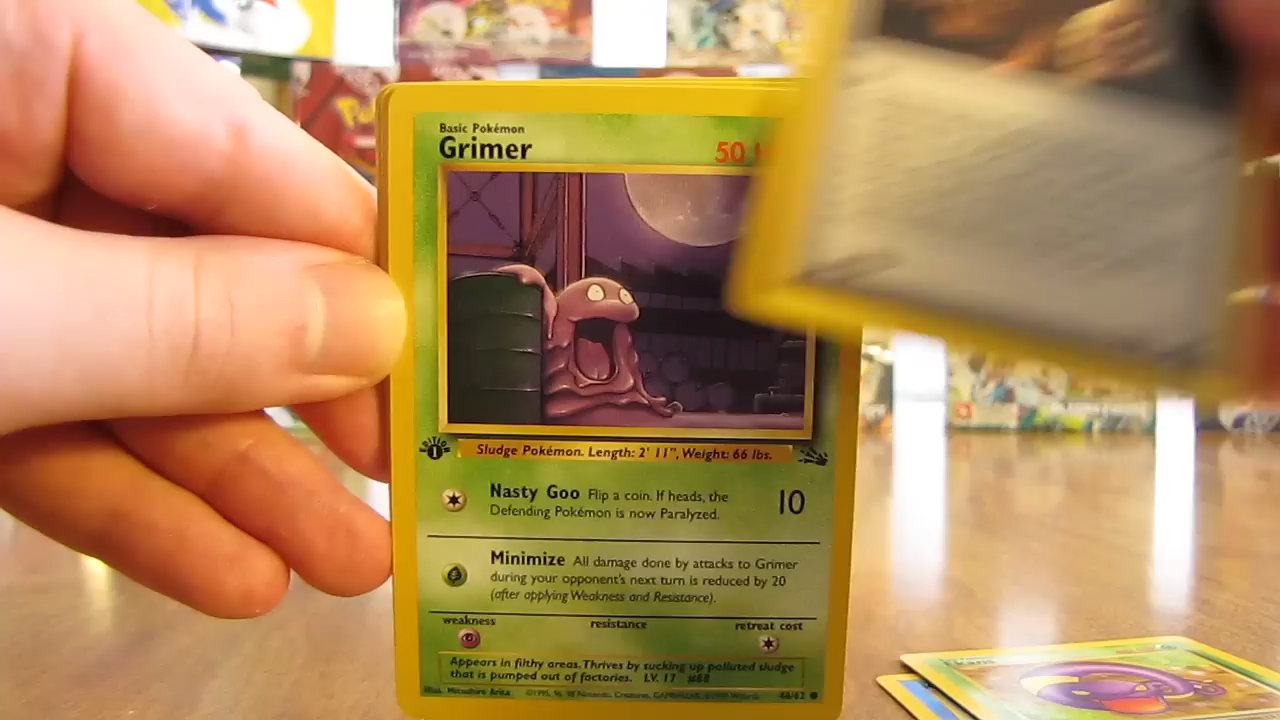 Basic Pokémon
Grimer
50
EDITION
1
Sludge Pokémon. Length: 2' 11", Weight: 66 lbs.
Nasty Goo Flip a coin. If heads, the
Defending Pokémon is now Paralyzed.
10
Minimize All damage done by attacks to Grimer
during your opponent's next turn is reduced by 20
(after applying Weakness and Resistance).
weakness
resistance
retreat cost
Appears in filthy areas. Thrives by sucking up polluted sludge
that is pumped out of factories. LV. 17 #88
Illus. Mitsuhiro Arita
48/62
Ekans